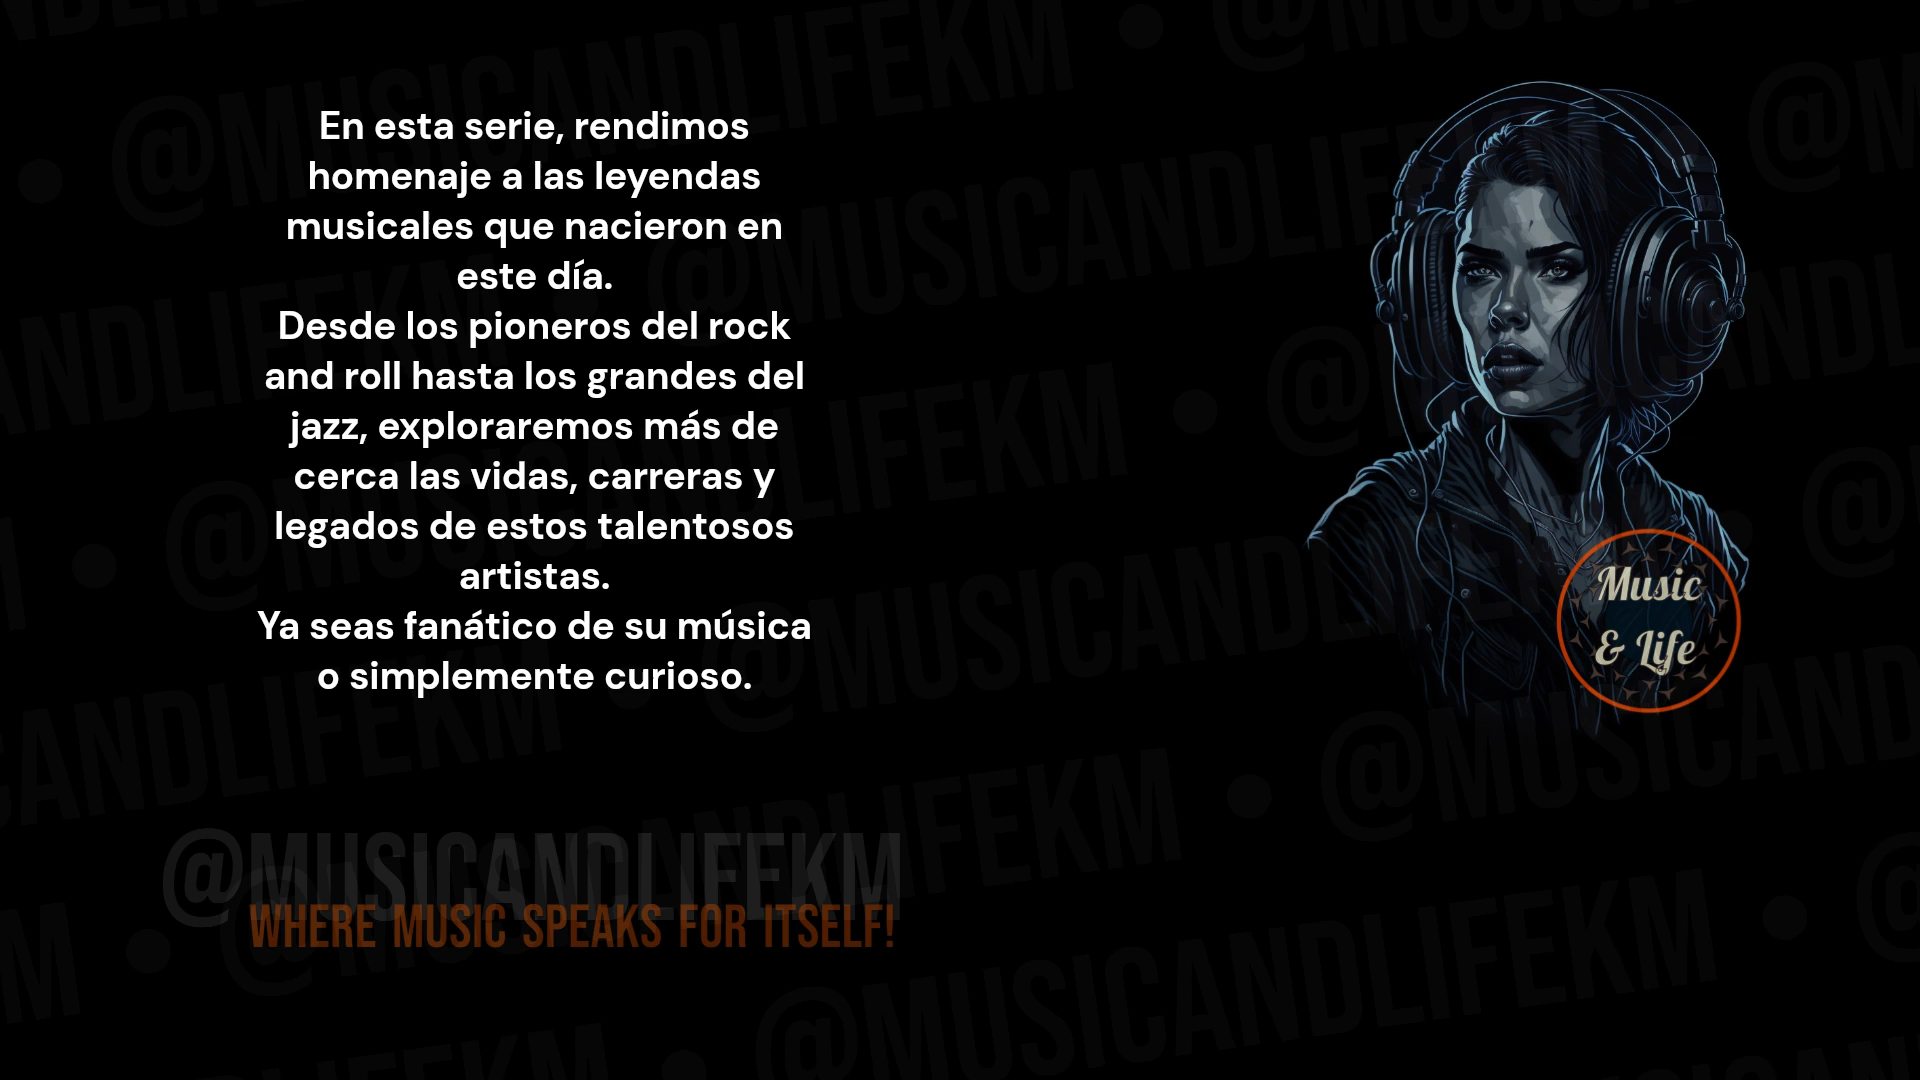 En esta serie, rendimos
homenaje a las leyendas
musicales que nacieron en
este día.
Desde los pioneros del rock
and roll hasta los grandes del
jazz, exploraremos más de
cerca las vidas, carreras y
legados de estos talentosos
artistas.
Ya seas fanático de su música
o simplemente curioso.
Music
& Life
@MUSICANDLIFEKM
WHERE MUSIC SPEAKS FOR ITSELF!